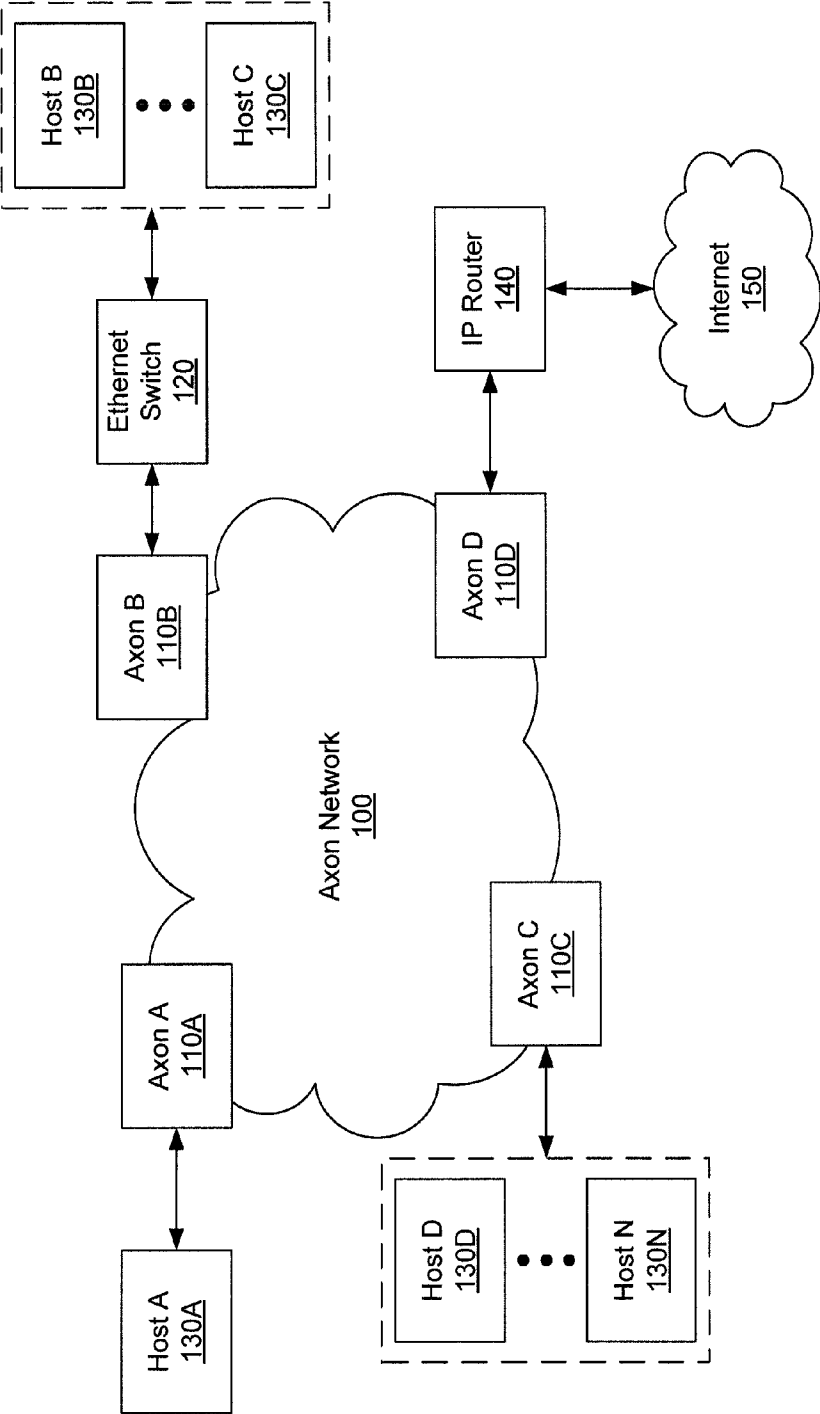 Host A
130A
Axon A
110A
Axon B
110B
Ethernet
Switch
120
Host B
130B
Host C
130C
Axon Network
100
Host D
130D
Host N
130N
Axon C
110C
Axon D
110D
IP Router
140
Internet
150